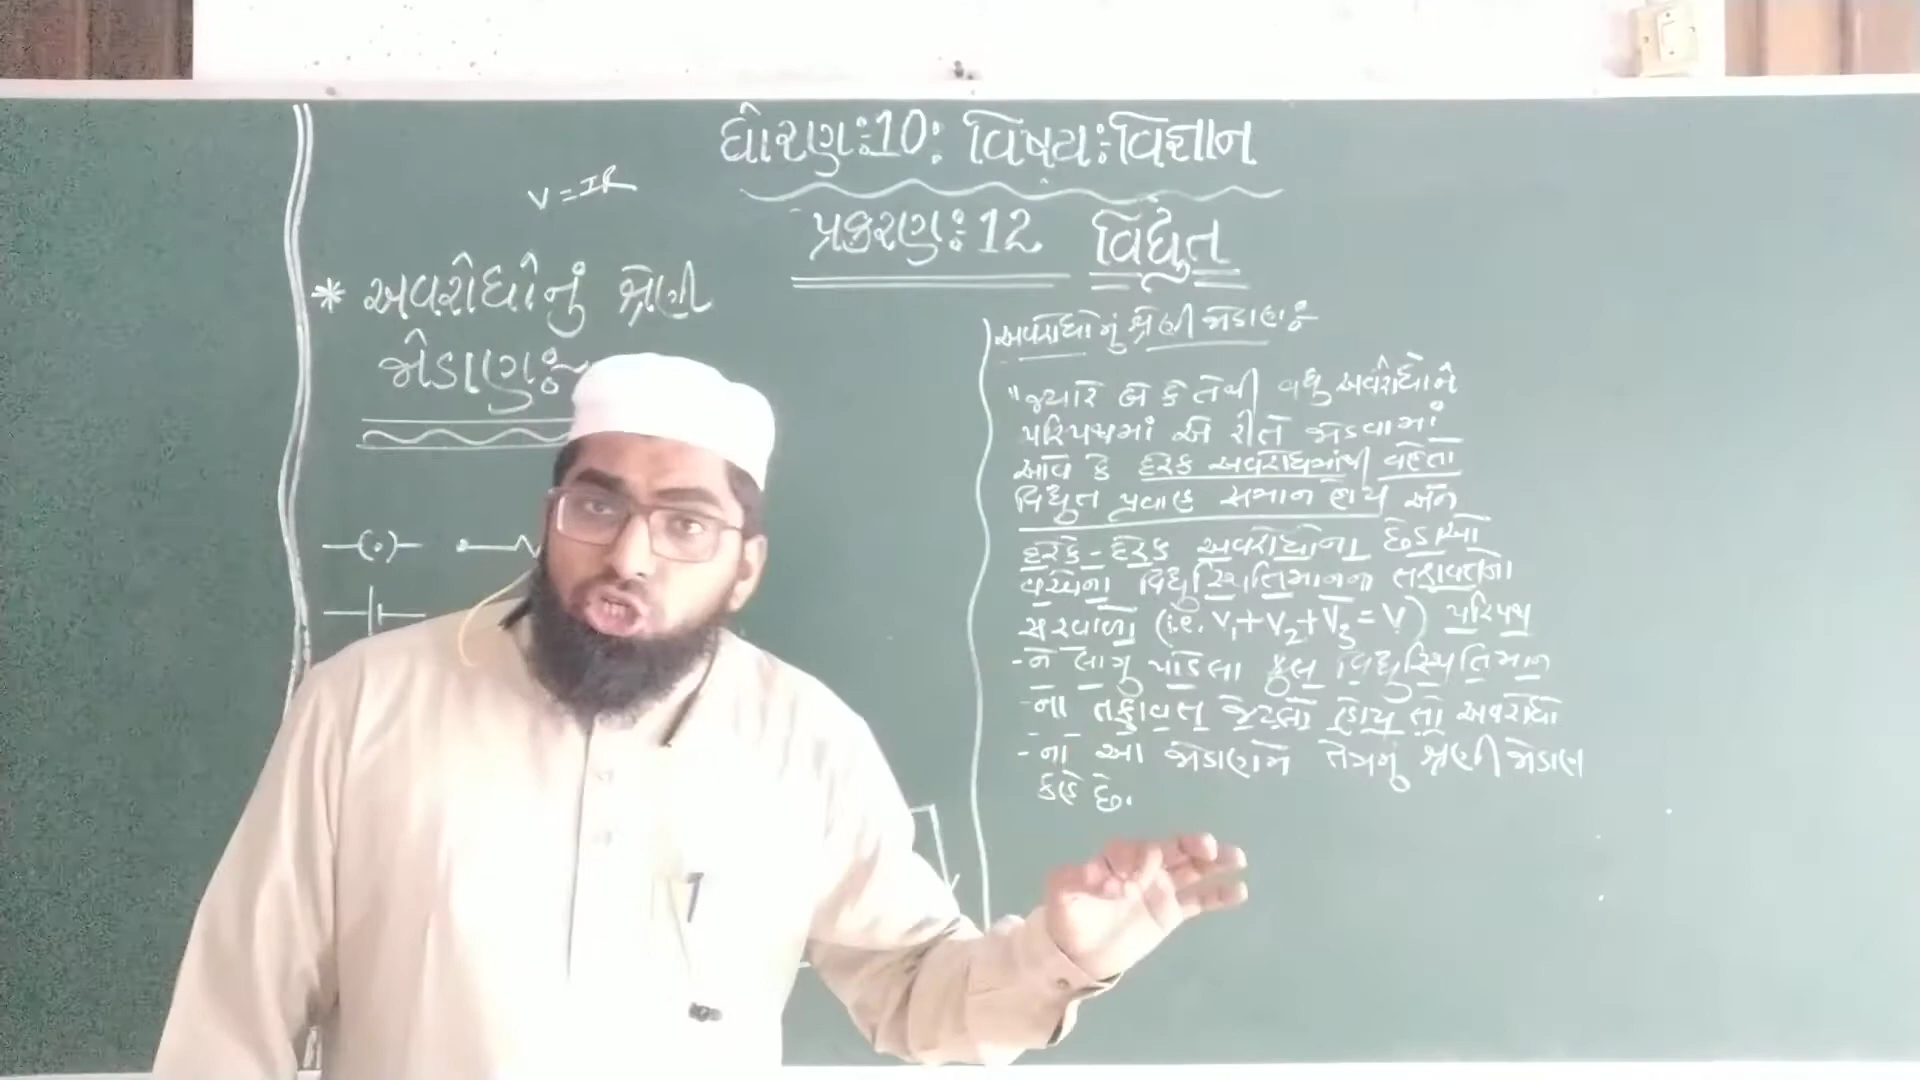 ધોરણ:10: વિષય:વિજ્ઞાન
V = IR
પ્રકરણ:12 વિદ્યુત
* અવરોધોનું શ્રેણી
જોડાણ:~
અવરોધોનું શ્રેણી જોડાણ:
"જ્યારે બે કે તેથી વધુ અવરોધોને
પરિપથમાં એ રીતે જોડવામાં
આવે કે દરેક અવરોધમાંથી વહેતો
વિદ્યુત પ્રવાહ સમાન હોય અને
દરેકે-દરેક અવરોધોના છેડાઓ
વચ્ચેના વિદ્યુસ્થિતિમાનના તફાવતનો
સરવાળો (i.e. V₁+V₂+V₃=V) પરિપથ
-ને લાગુ પાડેલા કુલ વિદ્યુસ્થિતિમાન
-ના તફાવત જેટલો હોય તો અવરોધો
-ના આ જોડાણને તેમનું શ્રેણી જોડાણ
કહે છે.